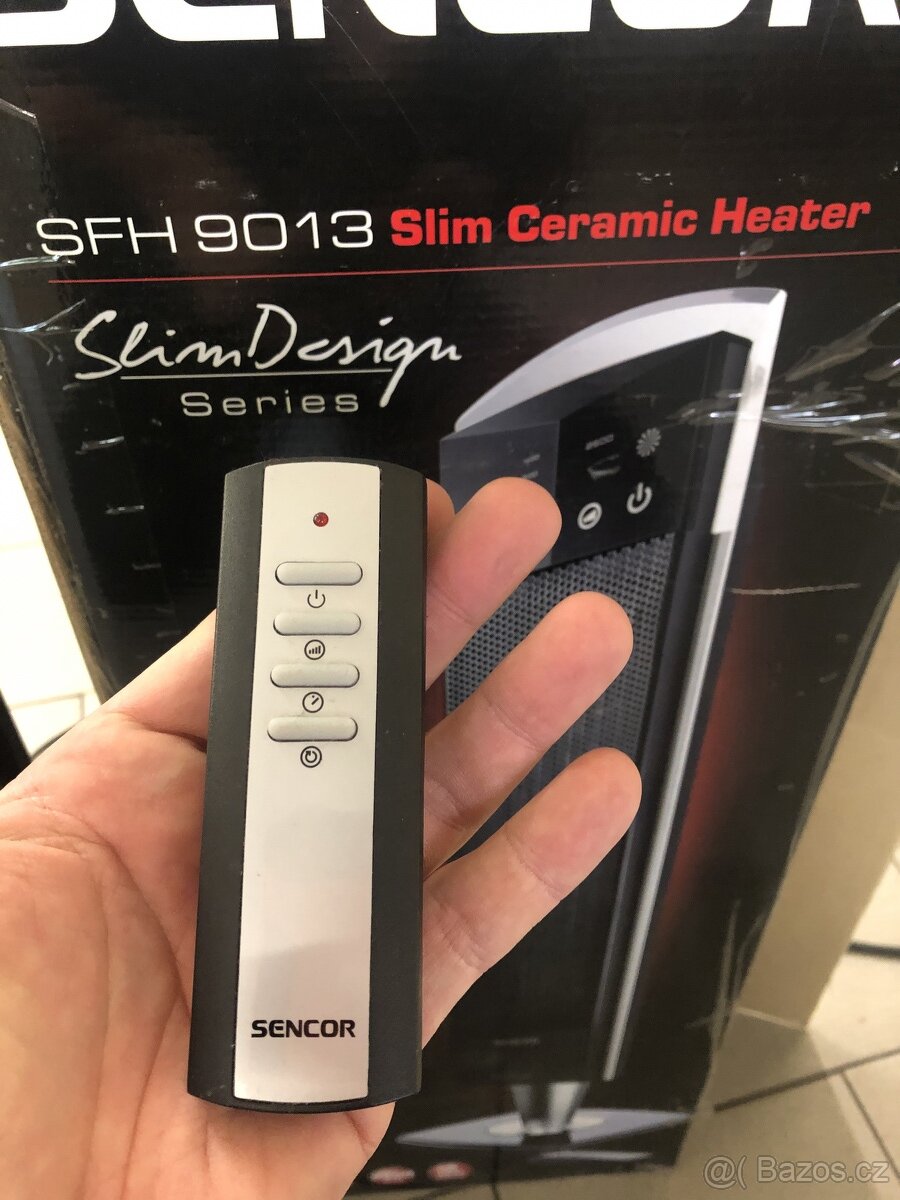 SENCOR
SFH 9013 Slim Ceramic Heater
SlimDesign
Series
SENCOR
@( Bazos.cz